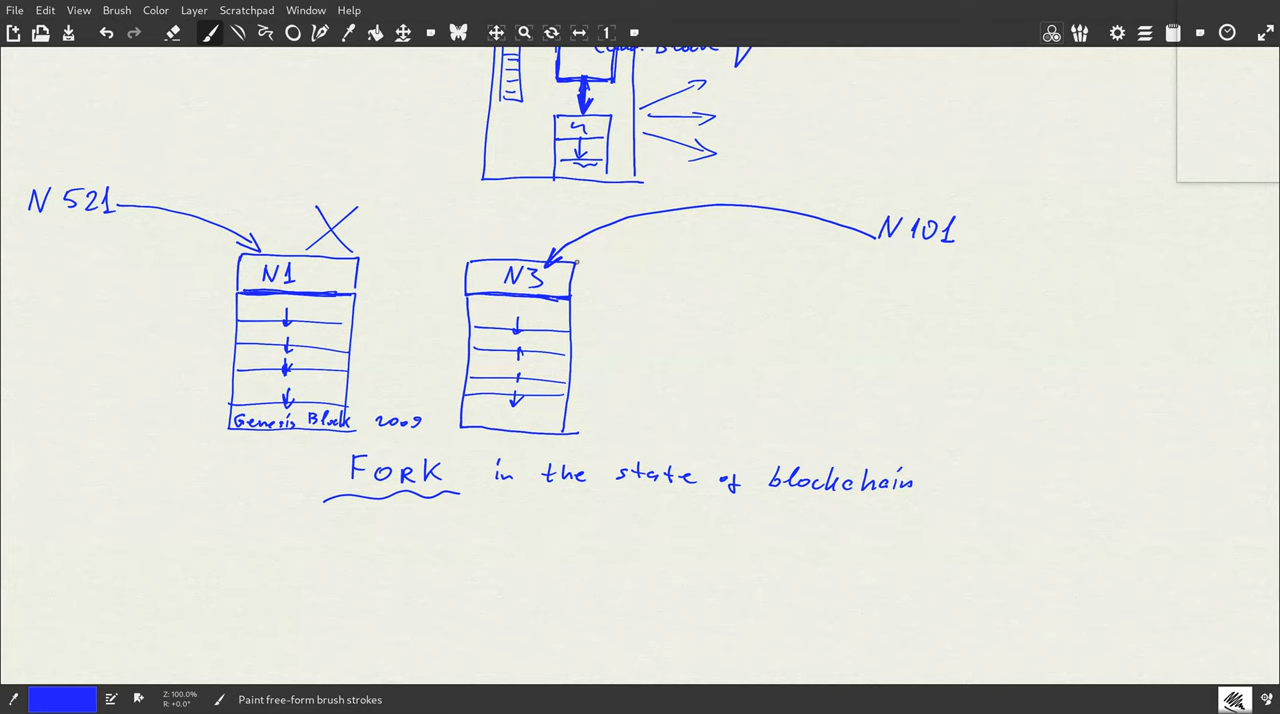 File Edit View Brush Color Layer Scratchpad Window Help
Block
N 521
N 101
N1
N3
Genesis Block 2009
FORK in the state of blockchain
Z: 100.0%
R: +0.0°
Paint free-form brush strokes